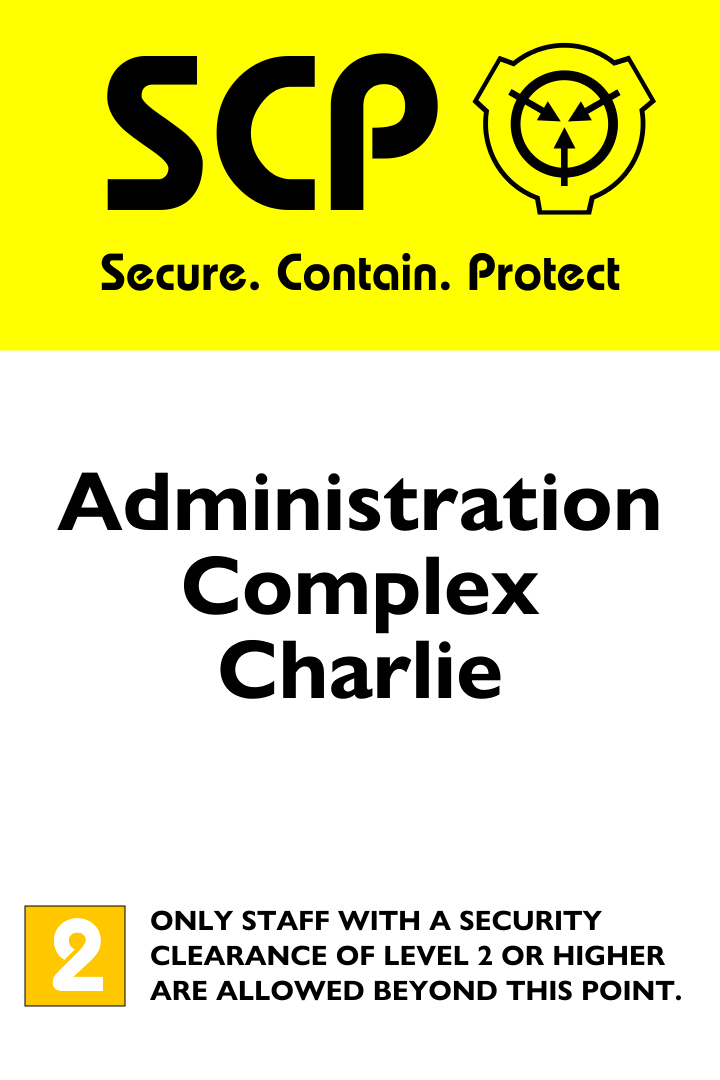 SCP
Secure. Contain. Protect
Administration
Complex
Charlie
2
ONLY STAFF WITH A SECURITY
CLEARANCE OF LEVEL 2 OR HIGHER
ARE ALLOWED BEYOND THIS POINT.